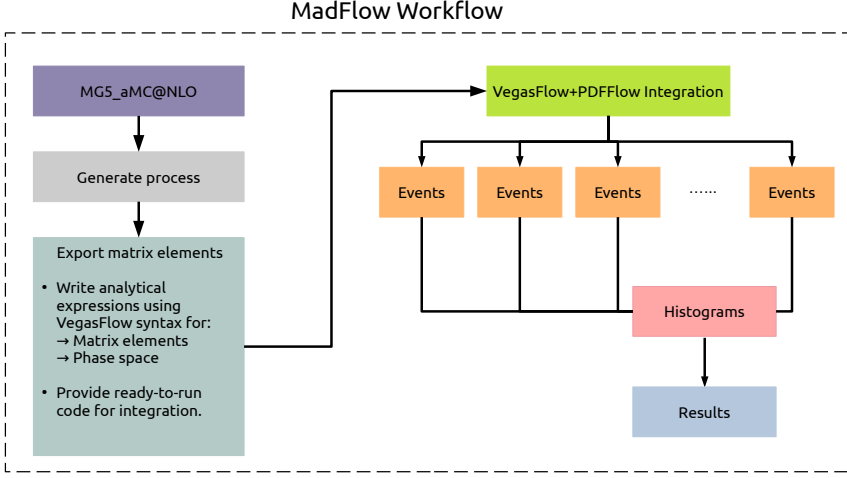 MadFlow Workflow
MG5_aMC@NLO
Generate process
Export matrix elements
• Write analytical
expressions using
VegasFlow syntax for:
→ Matrix elements
→ Phase space
• Provide ready-to-run
code for integration.
VegasFlow+PDFFlow Integration
Events
Events
Events
......
Events
Histograms
Results